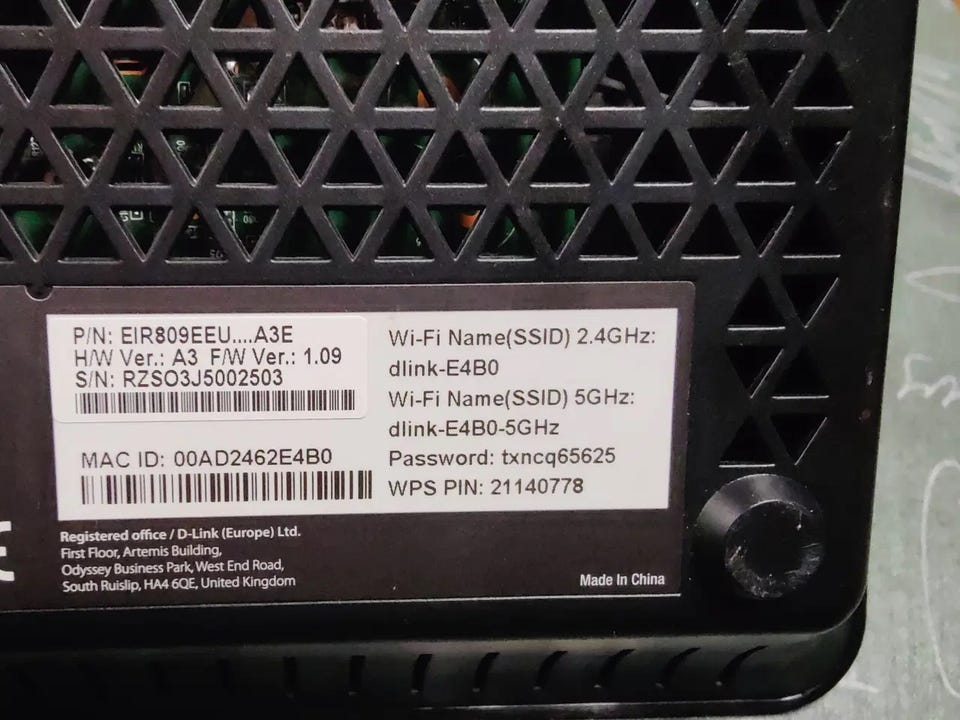 P/N: EIR809EEU....A3E
H/W Ver.: A3 F/W Ver.: 1.09
S/N: RZSO3J5002503
MAC ID: 00AD2462E4B0
Wi-Fi Name(SSID) 2.4GHz:
dlink-E4B0
Wi-Fi Name(SSID) 5GHz:
dlink-E4B0-5GHz
Password: txncq65625
WPS PIN: 21140778
Registered office / D-Link (Europe) Ltd.
First Floor, Artemis Building,
Odyssey Business Park, West End Road,
South Ruislip, HA4 6QE, United Kingdom
Made In China